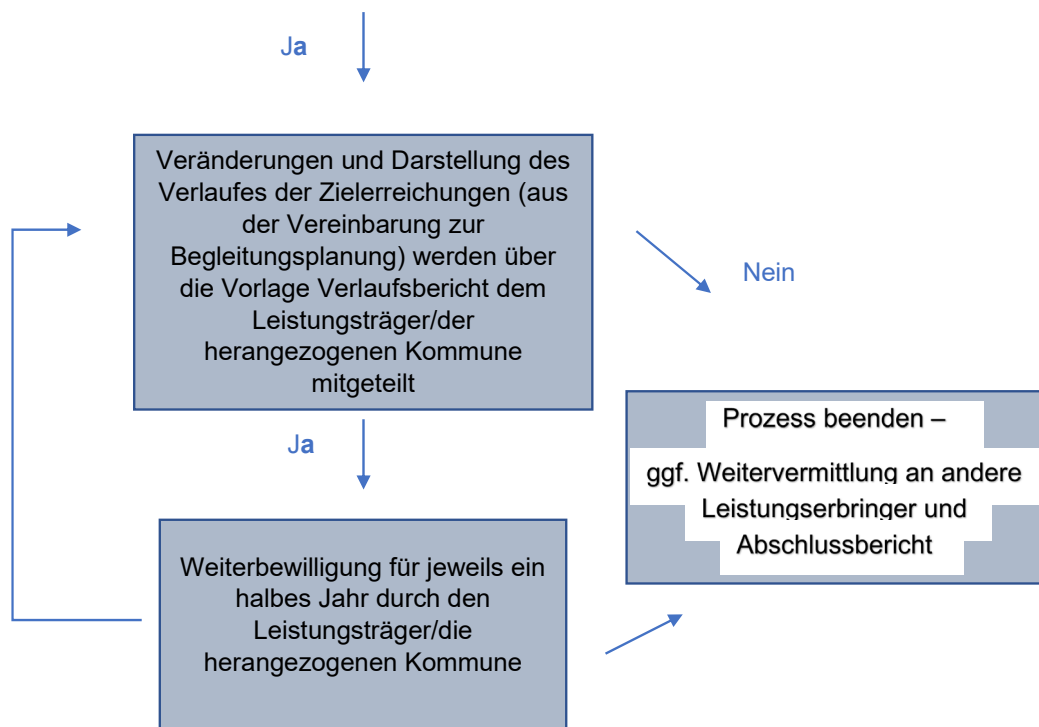 Ja
Veränderungen und Darstellung des
Verlaufes der Zielerreichungen (aus
der Vereinbarung zur
Begleitungsplanung) werden über
die Vorlage Verlaufsbericht dem
Leistungsträger/der
herangezogenen Kommune
mitgeteilt
Nein
Ja
Prozess beenden –
ggf. Weitervermittlung an andere
Leistungserbringer und
Abschlussbericht
Weiterbewilligung für jeweils ein
halbes Jahr durch den
Leistungsträger/die
herangezogenen Kommune